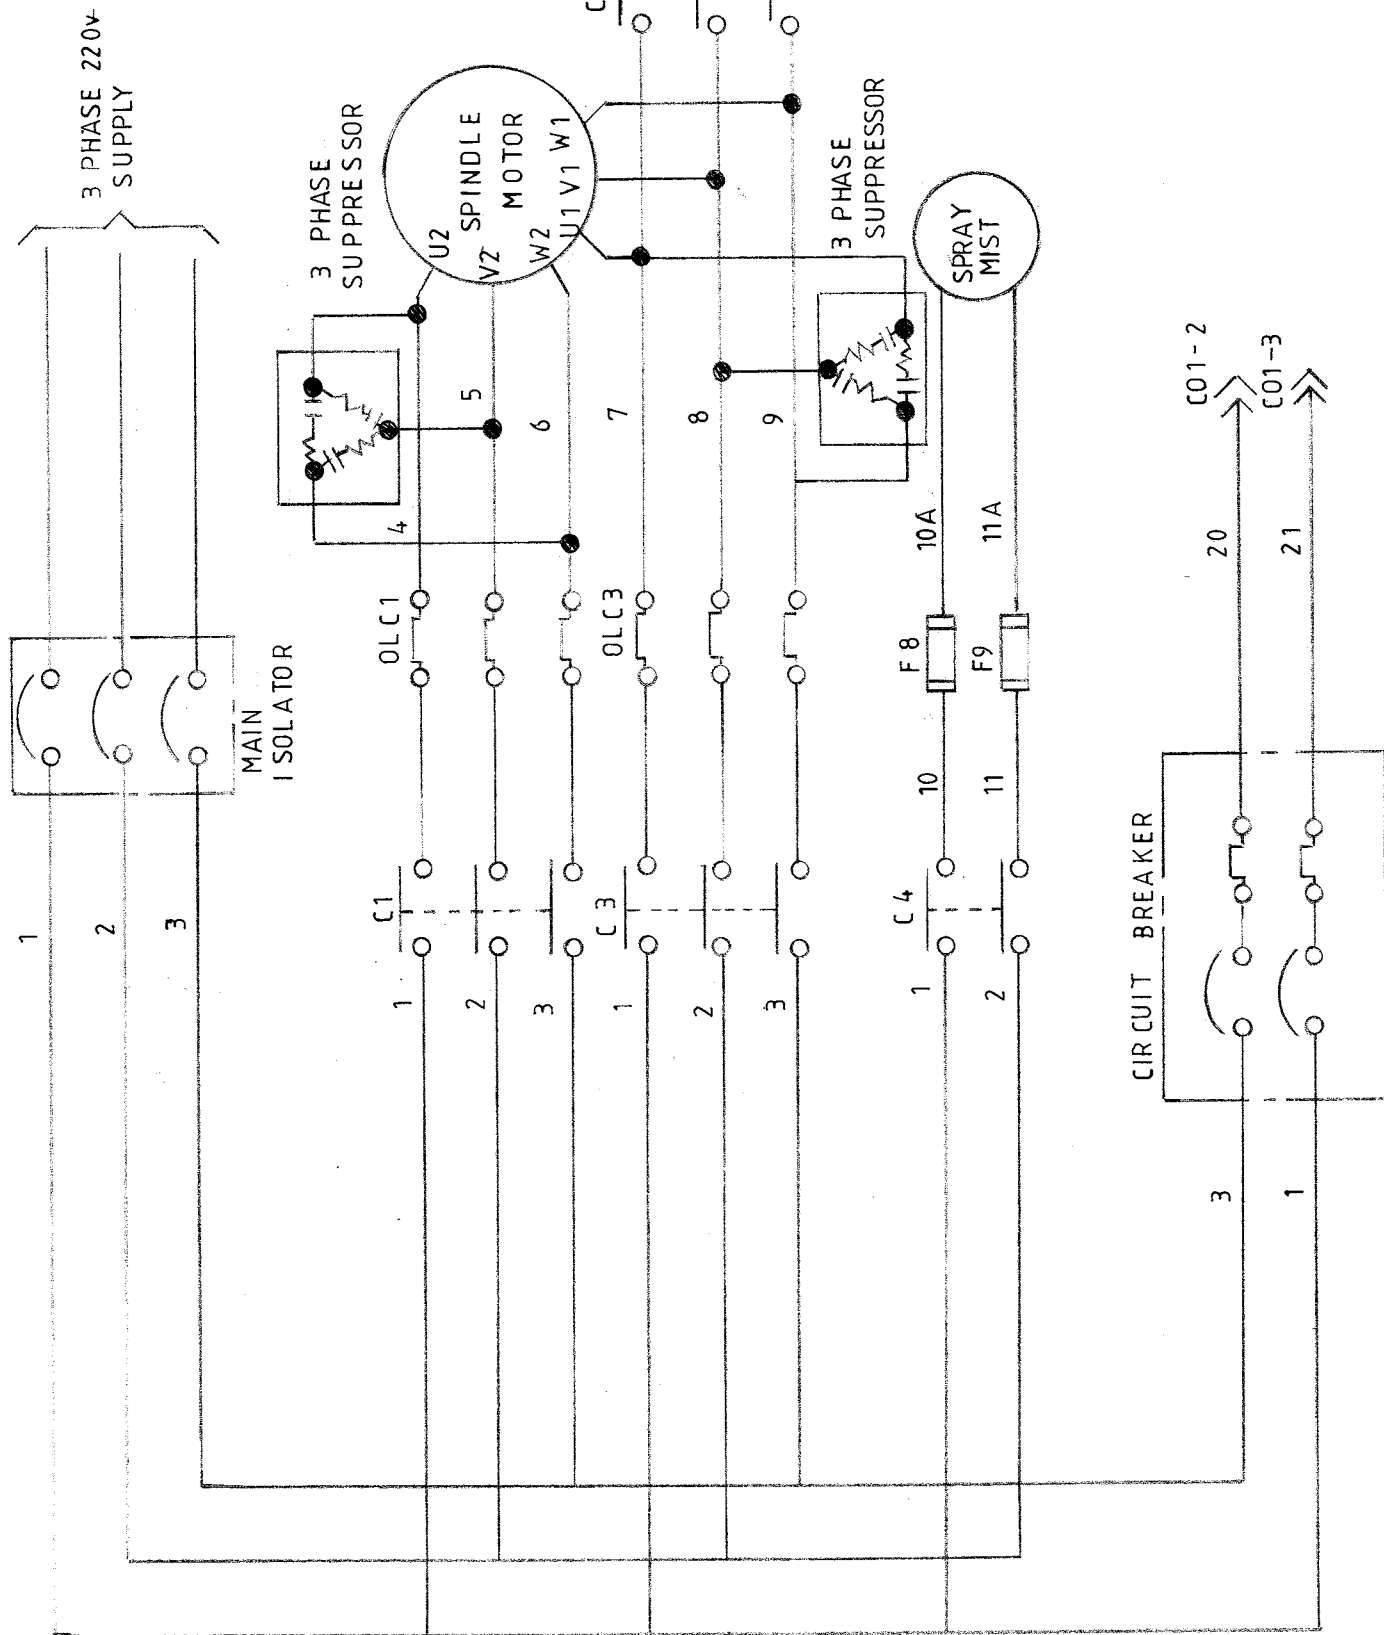 3 PHASE 220v
SUPPLY
MAIN
ISOLATOR
1
2
3
3 PHASE
SUPPRESSOR
SPINDLE
MOTOR
U2
V2
W2
U1
V1
W1
C
4
5
6
7
8
9
OLC1
OLC3
C1
C3
1
2
3
1
2
3
3 PHASE
SUPPRESSOR
SPRAY
MIST
10A
11A
F8
F9
10
11
C4
1
2
CO1-2
CO1-3
20
21
CIRCUIT BREAKER
3
1